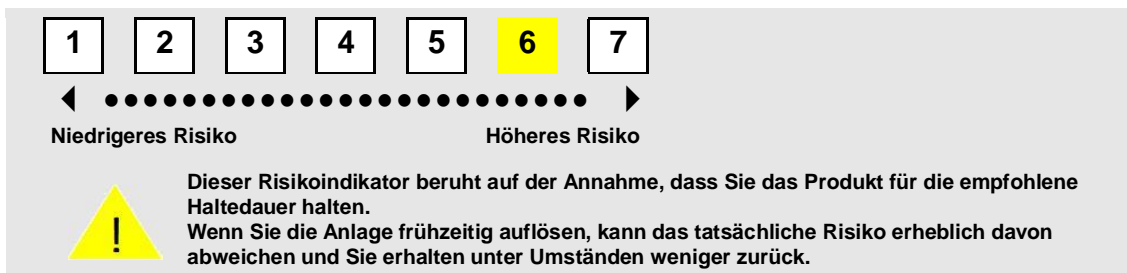 1 2 3 4 5 6 7
Niedrigeres Risiko Höheres Risiko
Dieser Risikoindikator beruht auf der Annahme, dass Sie das Produkt für die empfohlene
Haltedauer halten.
Wenn Sie die Anlage frühzeitig auflösen, kann das tatsächliche Risiko erheblich davon
abweichen und Sie erhalten unter Umständen weniger zurück.
!